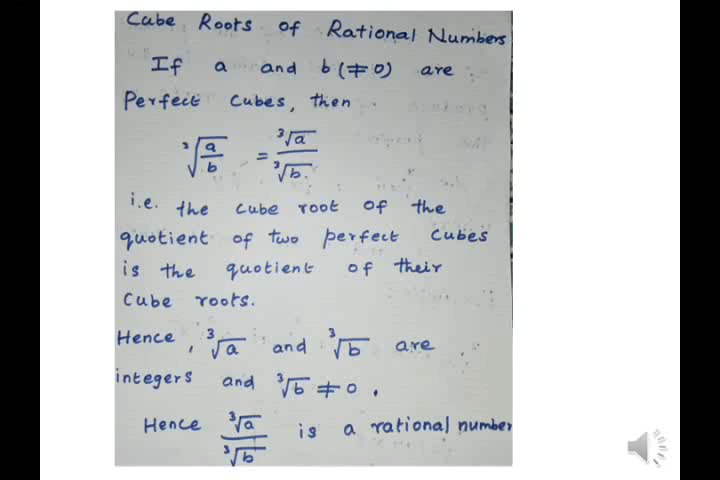 Cube Roots of Rational Numbers
If a and b (≠0) are
Perfect Cubes, then
∛(a/b) = ∛a/∛b.
i.e. the cube root of the
quotient of two perfect cubes
is the quotient of their
Cube roots.
Hence, ∛a and ∛b are
integers and ∛b ≠ 0.
Hence ∛a/∛b is a rational number